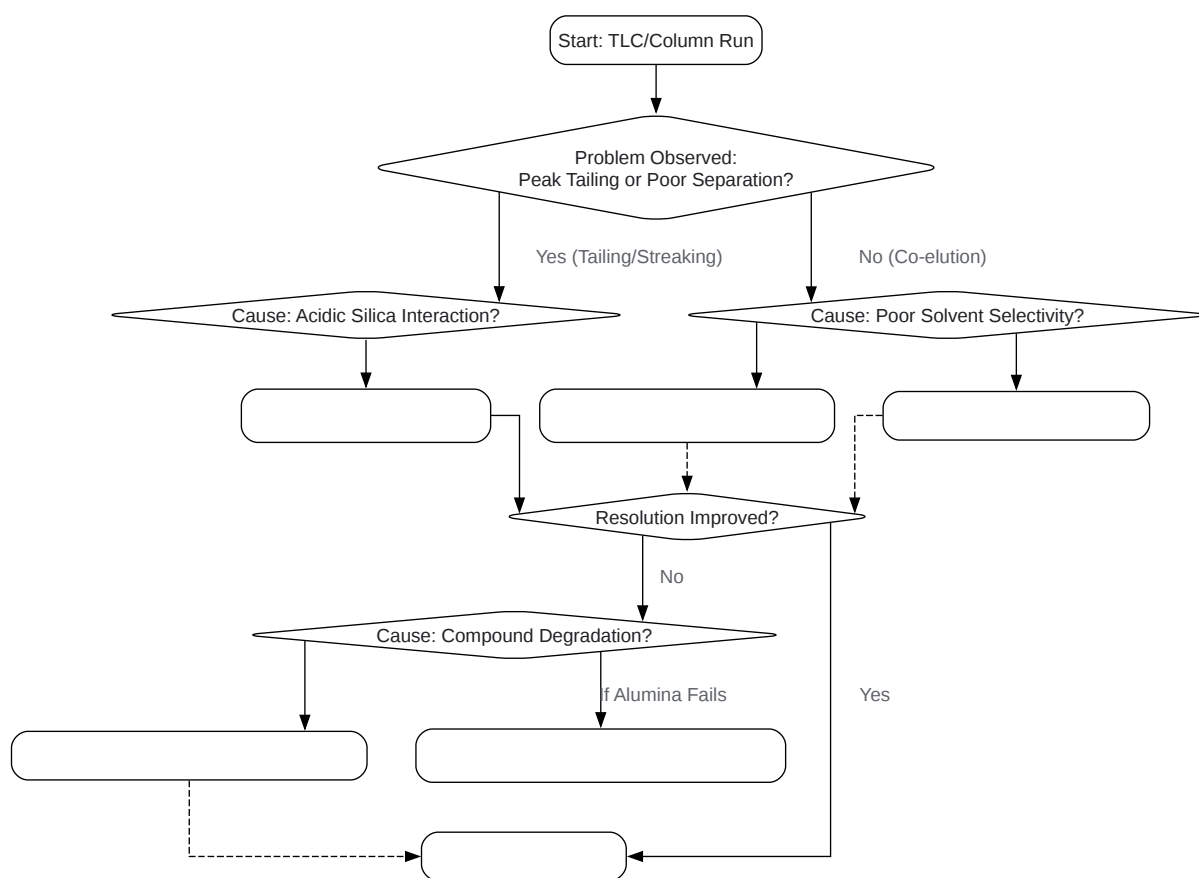 Start: TLC/Column Run
Problem Observed:
Peak Tailing or Poor Separation?
Yes (Tailing/Streaking)
No (Co-elution)
Cause: Acidic Silica Interaction?
Cause: Poor Solvent Selectivity?
Resolution Improved?
No
Cause: Compound Degradation?
If Alumina Fails
Yes